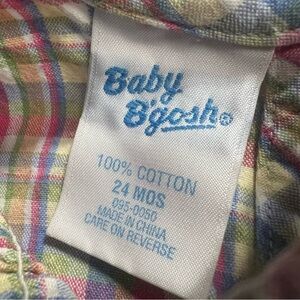 Baby
B'gosh®
100% COTTON
24 MOS
095-0050
MADE IN CHINA
CARE ON REVERSE